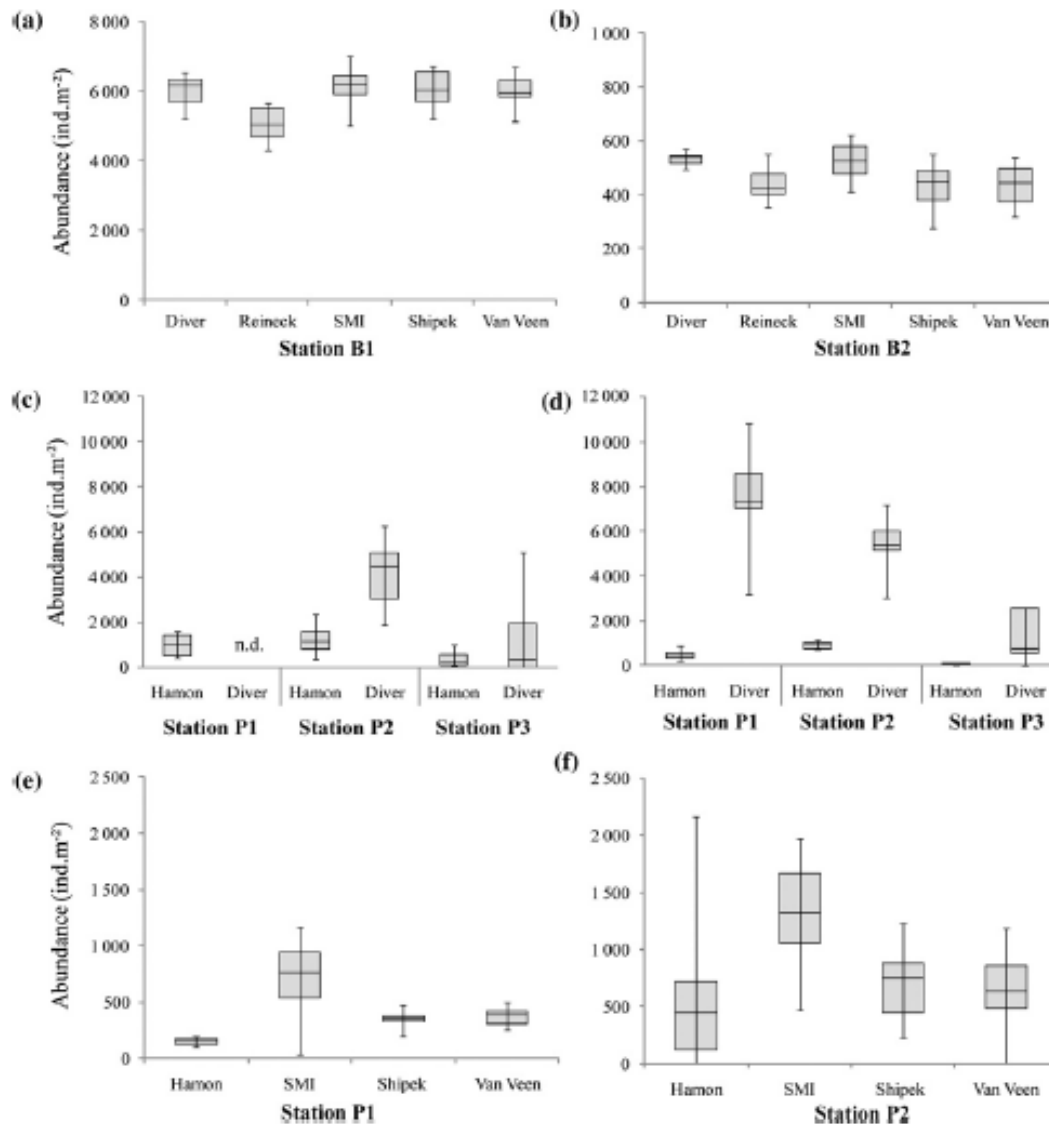 (a)
Abundance (ind.m⁻²)
8 000
6 000
4 000
2 000
0
Diver Reineck SMI Shipek Van Veen
Station B1
(b)
1 000
800
600
400
200
0
Diver Reineck SMI Shipek Van Veen
Station B2
(c)
Abundance (ind.m⁻²)
12 000
10 000
8 000
6 000
4 000
2 000
0
n.d.
Hamon Diver Hamon Diver Hamon Diver
Station P1 Station P2 Station P3
(d)
12 000
10 000
8 000
6 000
4 000
2 000
0
Hamon Diver Hamon Diver Hamon Diver
Station P1 Station P2 Station P3
(e)
Abundance (ind.m⁻²)
2 500
2 000
1 500
1 000
500
0
Hamon SMI Shipek Van Veen
Station P1
(f)
2 500
2 000
1 500
1 000
500
0
Hamon SMI Shipek Van Veen
Station P2